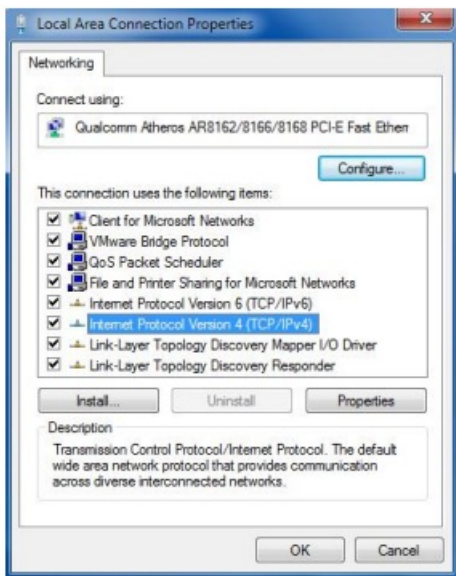 Local Area Connection Properties
Networking
Connect using:
Qualcomm Atheros AR8162/8166/8168 PCI-E Fast Ethern
Configure...
This connection uses the following items:
Client for Microsoft Networks
VMware Bridge Protocol
QoS Packet Scheduler
File and Printer Sharing for Microsoft Networks
Internet Protocol Version 6 (TCP/IPv6)
Internet Protocol Version 4 (TCP/IPv4)
Link-Layer Topology Discovery Mapper I/O Driver
Link-Layer Topology Discovery Responder
Install... Uninstall Properties
Description
Transmission Control Protocol/Internet Protocol. The default
wide area network protocol that provides communication
across diverse interconnected networks.
OK Cancel